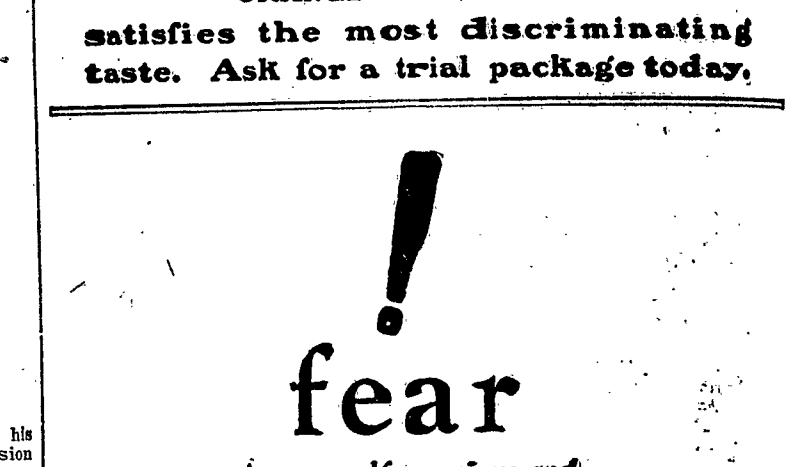 satisfies the most discriminating
taste. Ask for a trial package today.
!
fear
his
sion